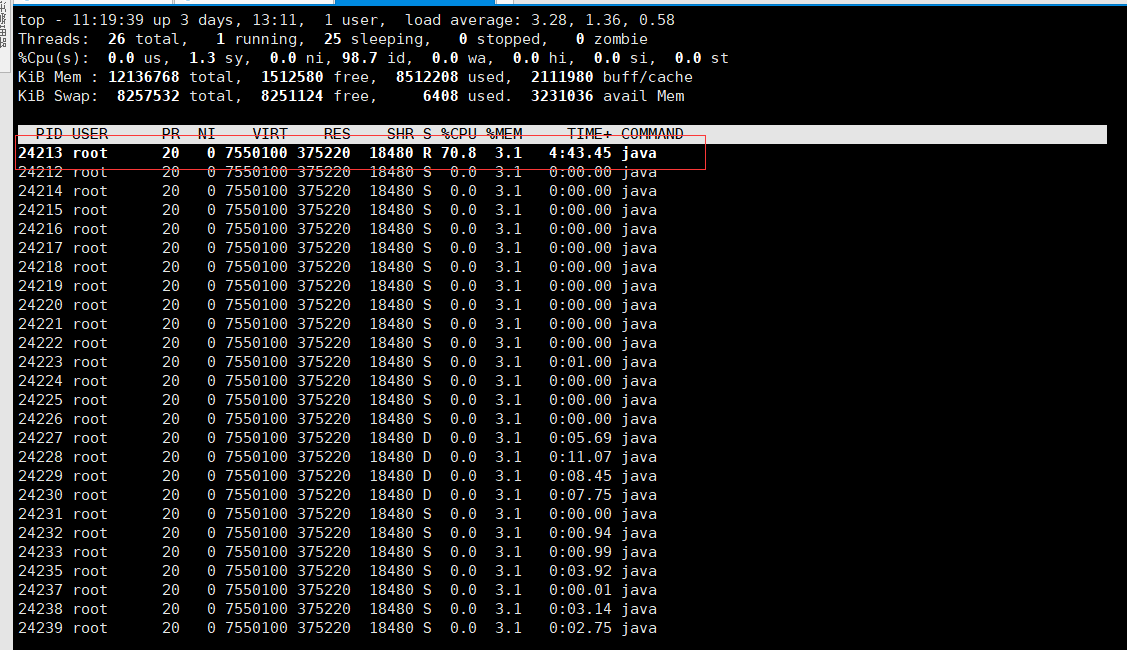 top - 11:19:39 up 3 days, 13:11,  1 user,  load average: 3.28, 1.36, 0.58
Threads:  26 total,   1 running,  25 sleeping,   0 stopped,   0 zombie
%Cpu(s):  0.0 us,  1.3 sy,  0.0 ni, 98.7 id,  0.0 wa,  0.0 hi,  0.0 si,  0.0 st
KiB Mem : 12136768 total,  1512580 free,  8512208 used,  2111980 buff/cache
KiB Swap:  8257532 total,  8251124 free,     6408 used.  3231036 avail Mem
PID USER      PR  NI    VIRT    RES    SHR S %CPU %MEM     TIME+ COMMAND
24213 root      20   0 7550100 375220  18480 R 70.8  3.1   4:43.45 java
24212 root      20   0 7550100 375220  18480 S  0.0  3.1   0:00.00 java
24214 root      20   0 7550100 375220  18480 S  0.0  3.1   0:00.00 java
24215 root      20   0 7550100 375220  18480 S  0.0  3.1   0:00.00 java
24216 root      20   0 7550100 375220  18480 S  0.0  3.1   0:00.00 java
24217 root      20   0 7550100 375220  18480 S  0.0  3.1   0:00.00 java
24218 root      20   0 7550100 375220  18480 S  0.0  3.1   0:00.00 java
24219 root      20   0 7550100 375220  18480 S  0.0  3.1   0:00.00 java
24220 root      20   0 7550100 375220  18480 S  0.0  3.1   0:00.00 java
24221 root      20   0 7550100 375220  18480 S  0.0  3.1   0:00.00 java
24222 root      20   0 7550100 375220  18480 S  0.0  3.1   0:00.00 java
24223 root      20   0 7550100 375220  18480 S  0.0  3.1   0:01.00 java
24224 root      20   0 7550100 375220  18480 S  0.0  3.1   0:00.00 java
24225 root      20   0 7550100 375220  18480 S  0.0  3.1   0:00.00 java
24226 root      20   0 7550100 375220  18480 S  0.0  3.1   0:00.00 java
24227 root      20   0 7550100 375220  18480 D  0.0  3.1   0:05.69 java
24228 root      20   0 7550100 375220  18480 D  0.0  3.1   0:11.07 java
24229 root      20   0 7550100 375220  18480 D  0.0  3.1   0:08.45 java
24230 root      20   0 7550100 375220  18480 D  0.0  3.1   0:07.75 java
24231 root      20   0 7550100 375220  18480 S  0.0  3.1   0:00.00 java
24232 root      20   0 7550100 375220  18480 S  0.0  3.1   0:00.94 java
24233 root      20   0 7550100 375220  18480 S  0.0  3.1   0:00.99 java
24235 root      20   0 7550100 375220  18480 S  0.0  3.1   0:03.92 java
24237 root      20   0 7550100 375220  18480 S  0.0  3.1   0:00.01 java
24238 root      20   0 7550100 375220  18480 S  0.0  3.1   0:03.14 java
24239 root      20   0 7550100 375220  18480 S  0.0  3.1   0:02.75 java